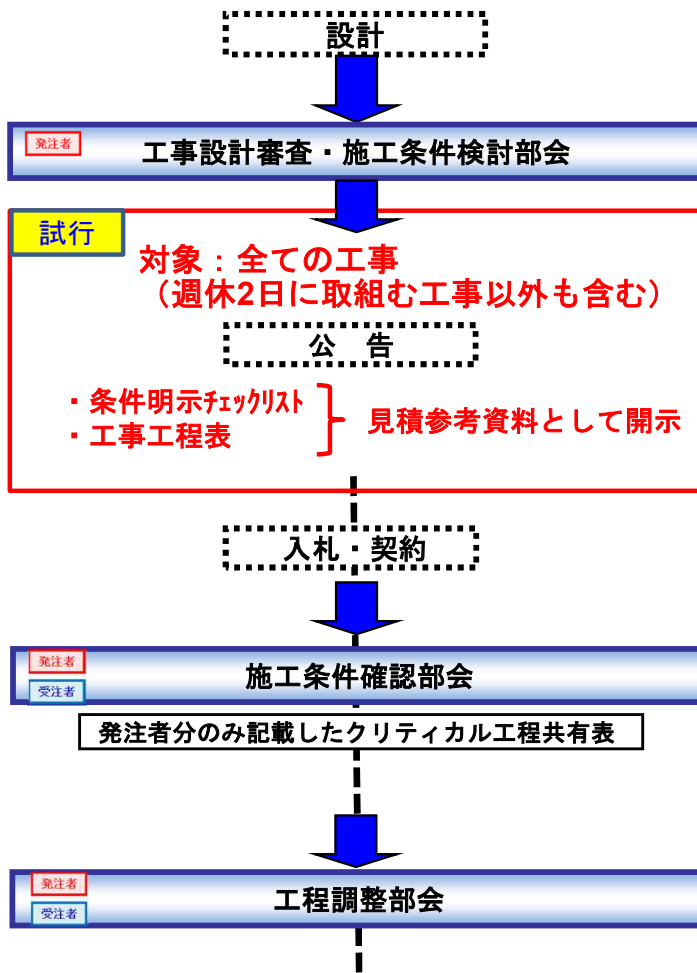 設計
発注者
工事設計審査・施工条件検討部会
試行
対象：全ての工事
（週休2日に取組む工事以外も含む）
公　告
・条件明示ﾁｪｯｸﾘｽﾄ
・工事工程表
見積参考資料として開示
入札・契約
発注者
受注者
施工条件確認部会
発注者分のみ記載したクリティカル工程共有表
発注者
受注者
工程調整部会